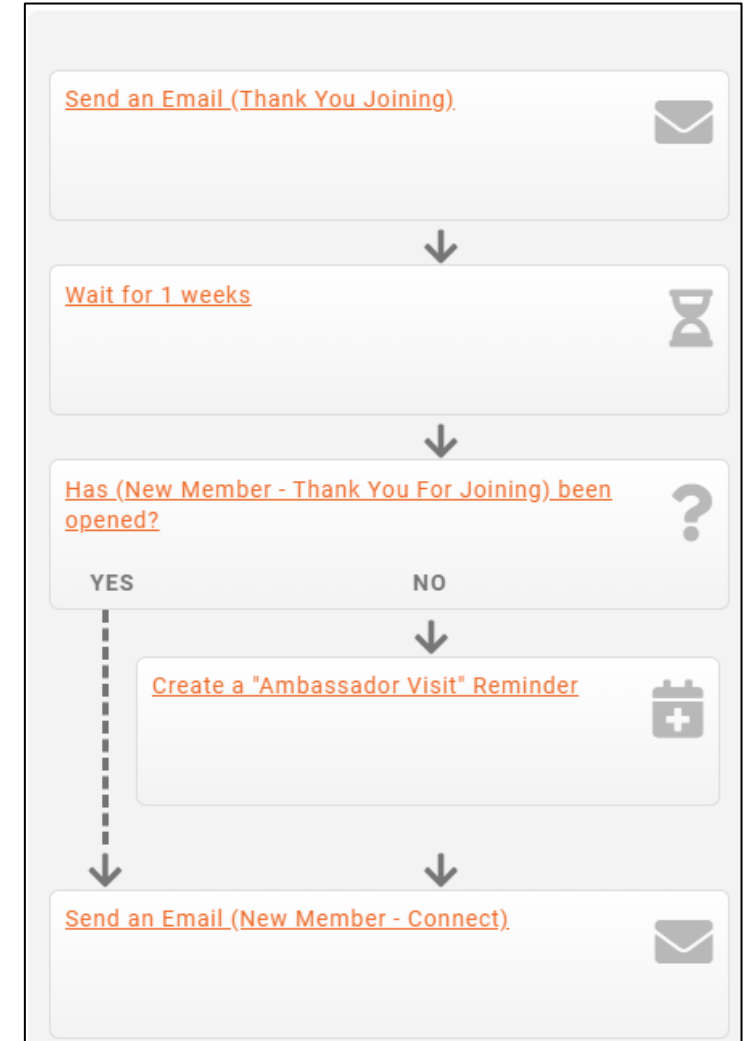 Send an Email (Thank You Joining)
Wait for 1 weeks
Has (New Member - Thank You For Joining) been
opened?
YES NO
Create a "Ambassador Visit" Reminder
Send an Email (New Member - Connect)